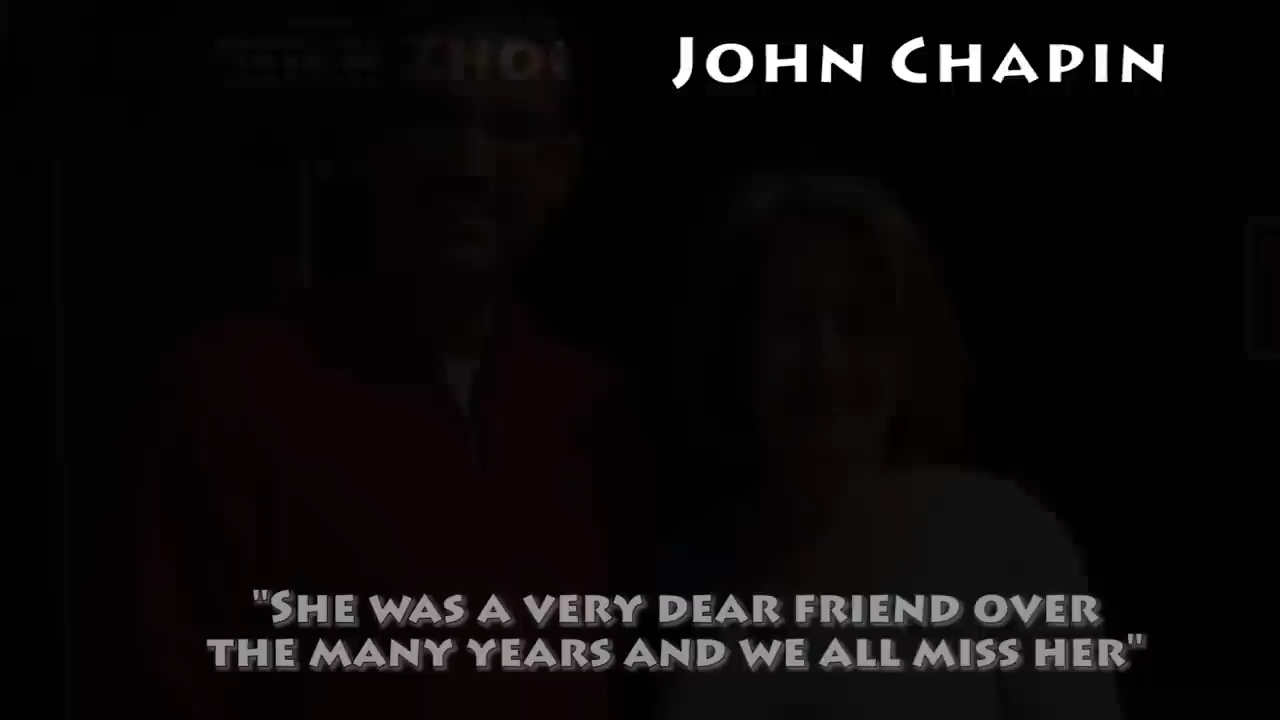 John Chapin
"She was a very dear friend over
the many years and we all miss her"